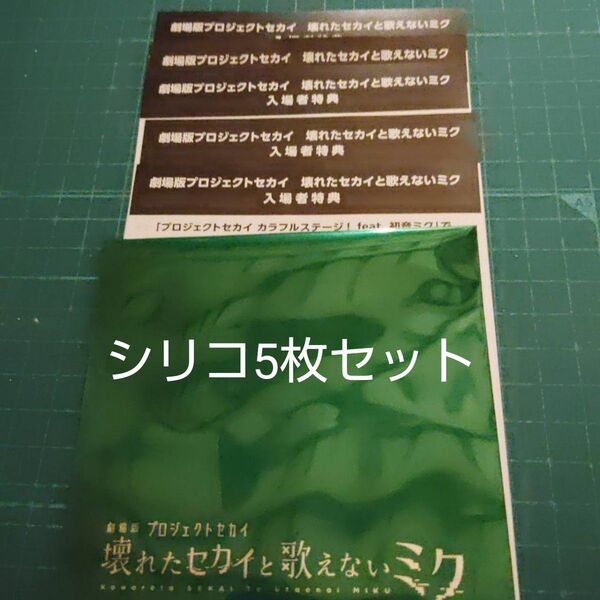 劇場版プロジェクトセカイ 壊れたセカイと歌えないミク
劇場版プロジェクトセカイ 壊れたセカイと歌えないミク
劇場版プロジェクトセカイ 壊れたセカイと歌えないミク
入場者特典
劇場版プロジェクトセカイ 壊れたセカイと歌えないミク
入場者特典
劇場版プロジェクトセカイ 壊れたセカイと歌えないミク
入場者特典
「プロジェクトセカイ カラフルステージ! feat. 初音ミク」で
シリコ5枚セット
劇場版 プロジェクトセカイ
壊れたセカイと歌えないミク
Kowareta SEKAI to Utaenai MIKU